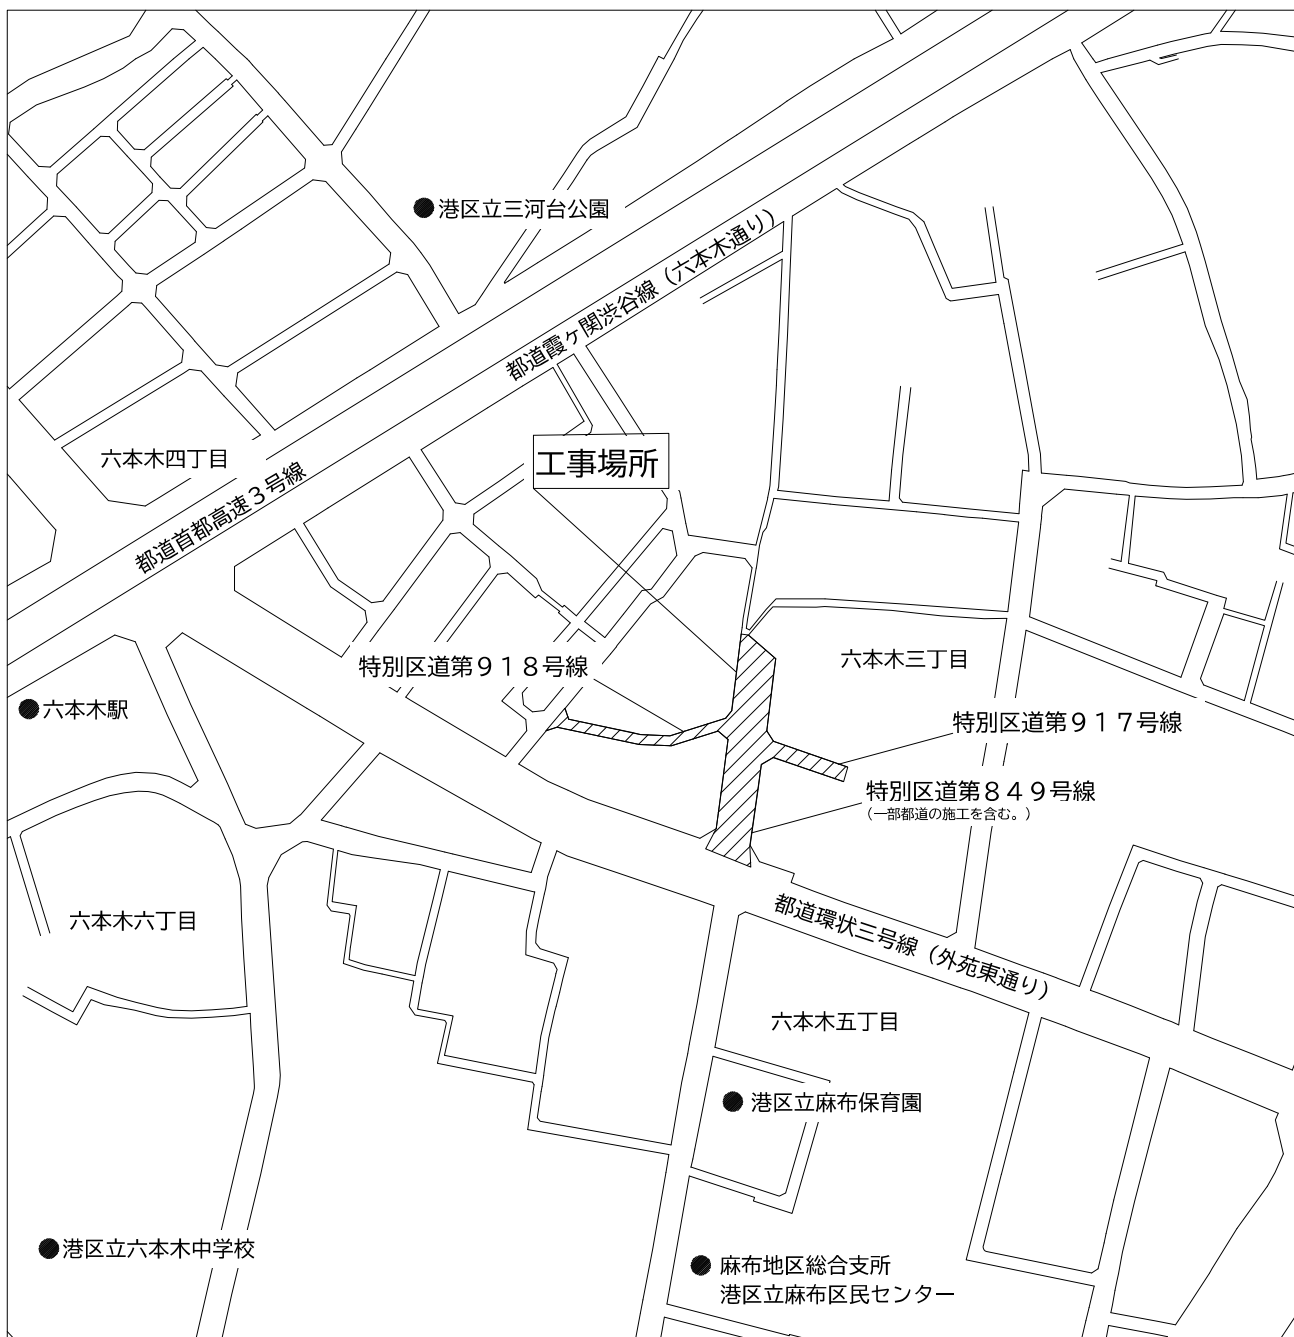 港区立三河台公園
都道霞ヶ関渋谷線（六本木通り）
六本木四丁目
工事場所
都道首都高速３号線
特別区道第９１８号線
六本木三丁目
六本木駅
特別区道第９１７号線
特別区道第８４９号線
（一部都道の施工を含む。）
六本木六丁目
都道環状三号線（外苑東通り）
六本木五丁目
港区立麻布保育園
港区立六本木中学校
麻布地区総合支所
港区立麻布区民センター